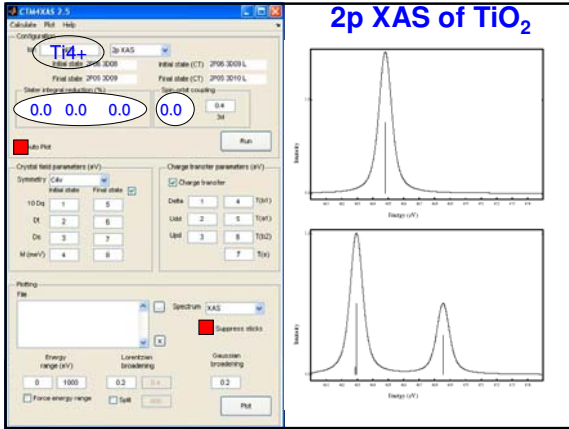 CTM4XAS 2.5
2p XAS of TiO2
Calculate Plot Help
Configuration
Ti4+ 2p XAS
Initial state 2P06 3D00 Initial state (CT) 2P06 3D01 L
Final state 2P05 3D09 Final state (CT) 2P05 3D10 L
Slater integral reduction (%) Spin-orbit coupling
0.0 0.0 0.0 0.0 0.4
3d
Auto Plot Run
Crystal field parameters (eV) Charge transfer parameters (eV)
Symmetry C4v Charge transfer
Initial state Final state
10 Dq 1 5 Delta 1 4 T(b1)
Dt 2 6 Udd 2 5 T(a1)
Ds 3 7 Upd 3 6 T(b2)
M (meV) 4 8 7 T(e)
Plotting
File
... Spectrum XAS
Suppress sticks
x
Energy range (eV) Lorentzian broadening Gaussian broadening
0 1000 0.2 0.2
Force energy range Split Plot
Intensity
Energy (eV)
Intensity
Energy (eV)